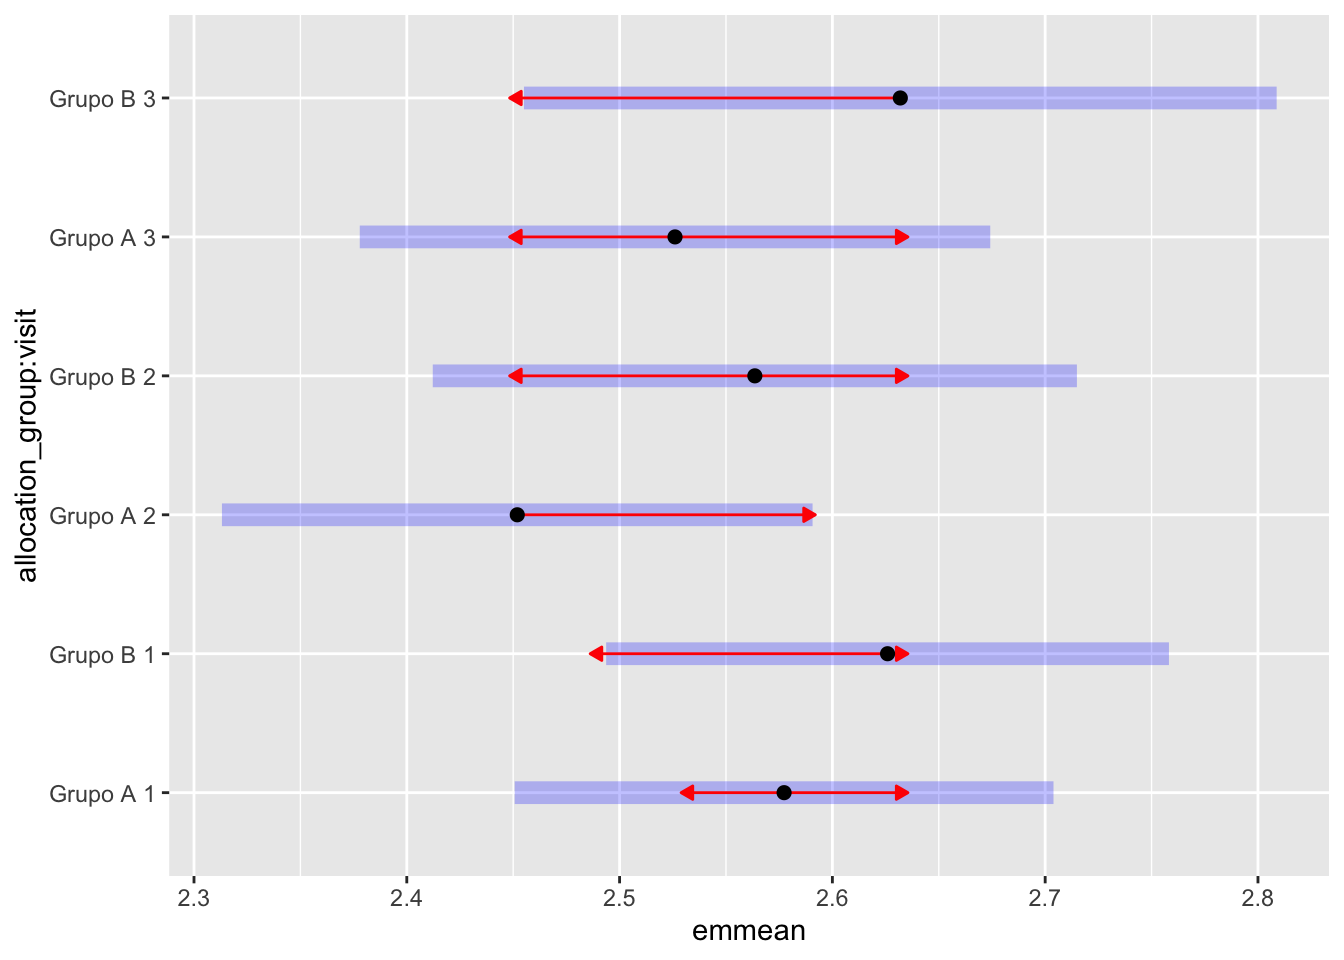 Grupo B 3
Grupo A 3
Grupo B 2
Grupo A 2
Grupo B 1
Grupo A 1
allocation_group:visit
2.3 2.4 2.5 2.6 2.7 2.8
emmean